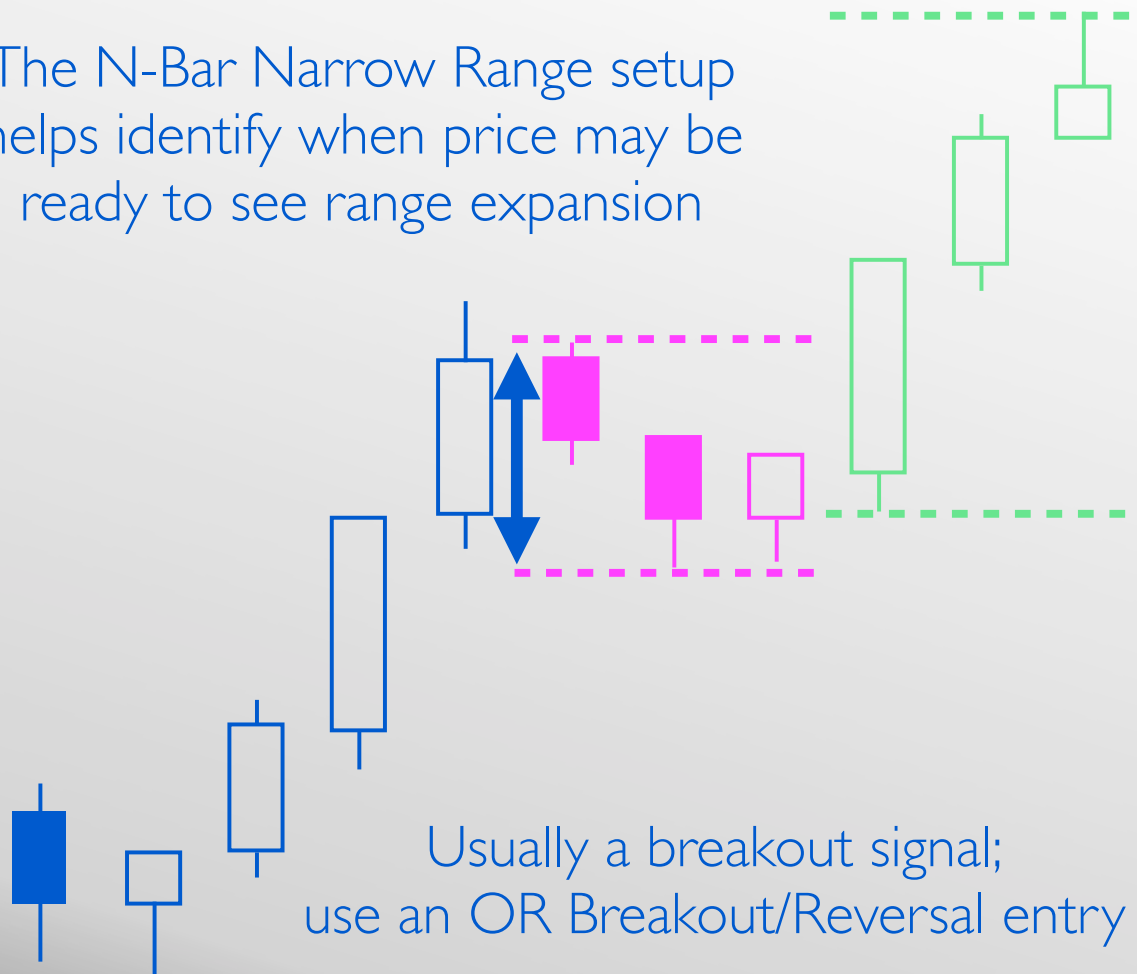 The N-Bar Narrow Range setup
helps identify when price may be
ready to see range expansion
Usually a breakout signal;
use an OR Breakout/Reversal entry